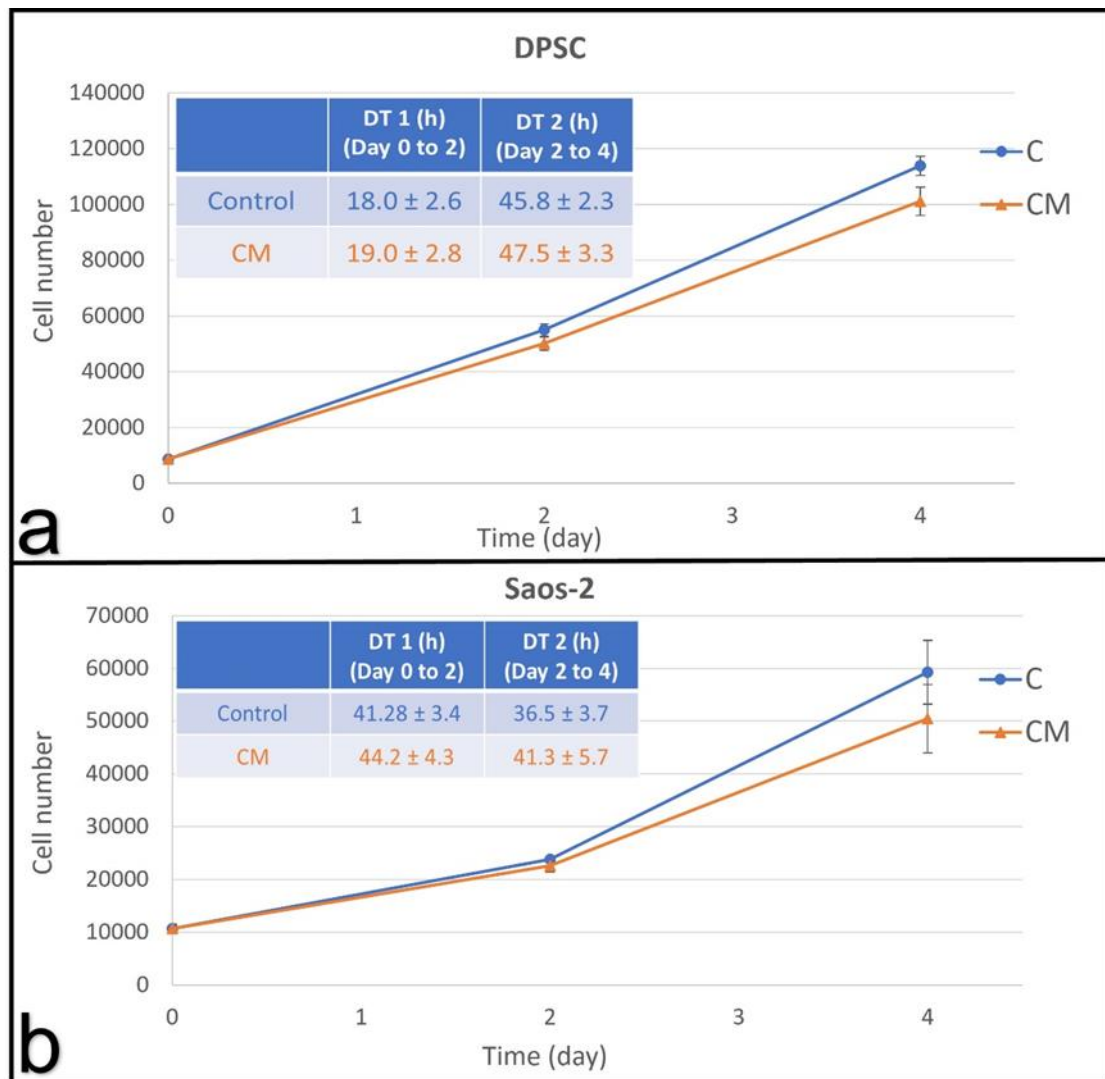 DPSC
140000
120000
100000
80000
60000
40000
20000
0
Cell number
DT 1 (h) DT 2 (h)
(Day 0 to 2) (Day 2 to 4)
Control 18.0 ± 2.6 45.8 ± 2.3
CM 19.0 ± 2.8 47.5 ± 3.3
C
CM
0 1 2 3 4
Time (day)
a
Saos-2
70000
60000
50000
40000
30000
20000
10000
0
Cell number
DT 1 (h) DT 2 (h)
(Day 0 to 2) (Day 2 to 4)
Control 41.28 ± 3.4 36.5 ± 3.7
CM 44.2 ± 4.3 41.3 ± 5.7
C
CM
0 1 2 3 4
Time (day)
b